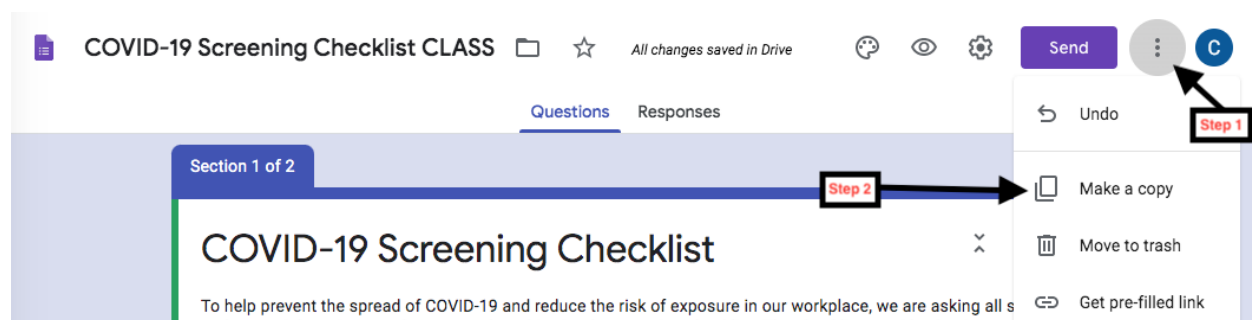 COVID-19 Screening Checklist CLASS
All changes saved in Drive
Send
C
Questions
Responses
Undo
Step 1
Section 1 of 2
Step 2
Make a copy
COVID-19 Screening Checklist
Move to trash
To help prevent the spread of COVID-19 and reduce the risk of exposure in our workplace, we are asking all s
Get pre-filled link